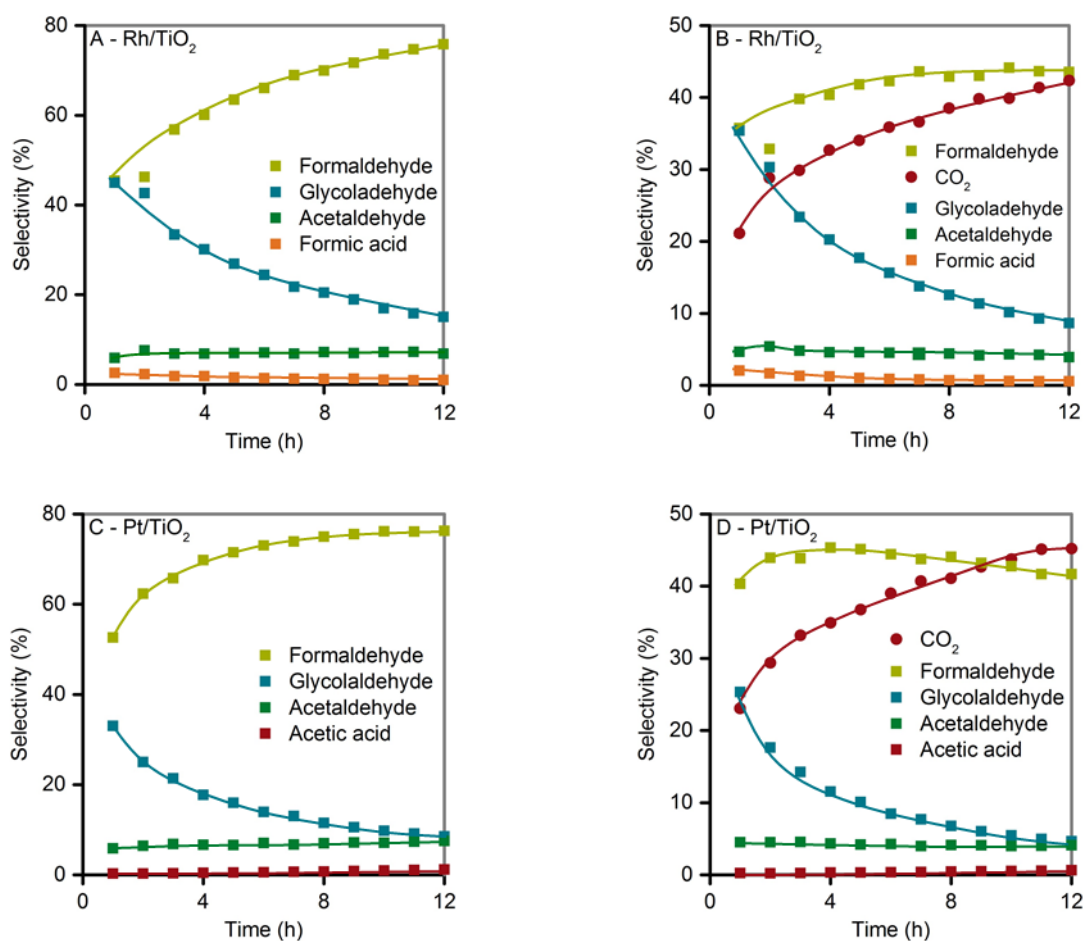 A - Rh/TiO₂
Selectivity (%)
80
60
40
20
0
Formaldehyde
Glycoladehyde
Acetaldehyde
Formic acid
0 4 8 12
Time (h)
B - Rh/TiO₂
Selectivity (%)
50
40
30
20
10
0
Formaldehyde
CO₂
Glycoladehyde
Acetaldehyde
Formic acid
0 4 8 12
Time (h)
C - Pt/TiO₂
Selectivity (%)
80
60
40
20
0
Formaldehyde
Glycolaldehyde
Acetaldehyde
Acetic acid
0 4 8 12
Time (h)
D - Pt/TiO₂
Selectivity (%)
50
40
30
20
10
0
CO₂
Formaldehyde
Glycolaldehyde
Acetaldehyde
Acetic acid
0 4 8 12
Time (h)